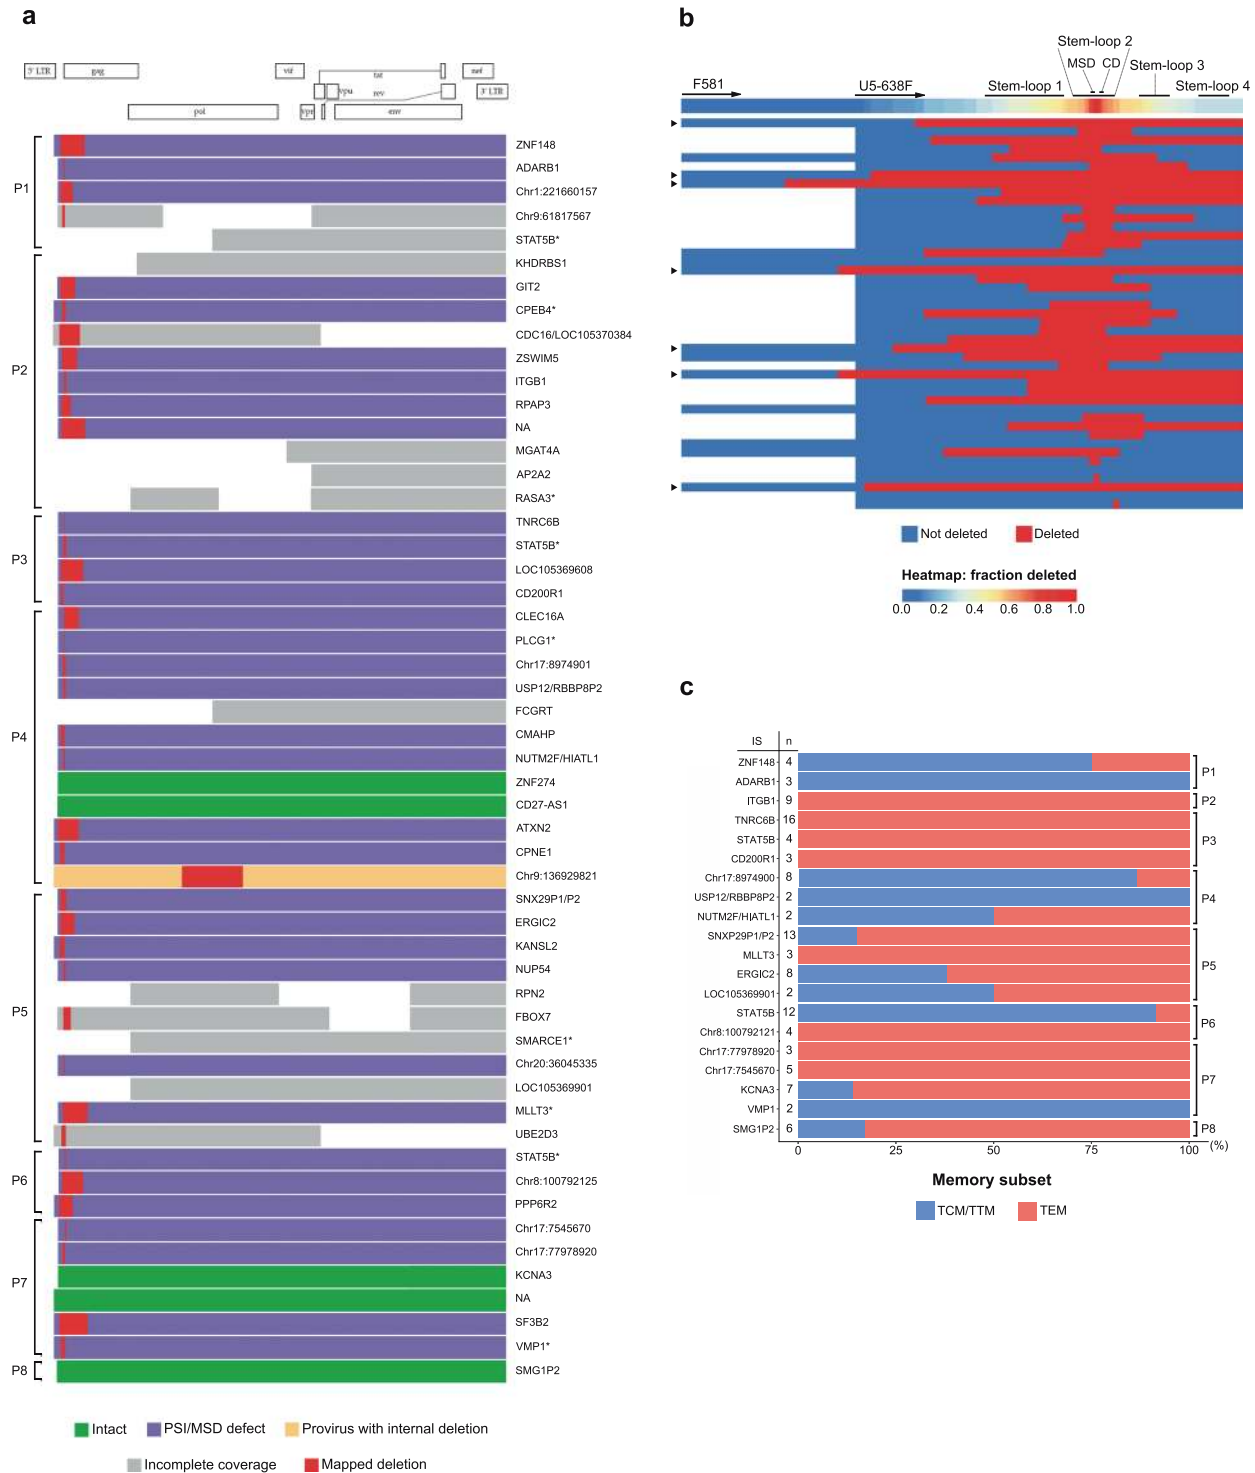 a
5' LTR
gag
vif
tat
nef
vpu
rev
3' LTR
pol
vpr
env
P1
ZNF148
ADARB1
Chr1:221660157
Chr9:61817567
STAT5B*
P2
KHDRBS1
GIT2
CPEB4*
CDC16/LOC105370384
ZSWIM5
ITGB1
RPAP3
NA
MGAT4A
AP2A2
RASA3*
P3
TNRC6B
STAT5B*
LOC105369608
CD200R1
P4
CLEC16A
PLCG1*
Chr17:8974901
USP12/RBBP8P2
FCGRT
CMAHP
NUTM2F/HIATL1
ZNF274
CD27-AS1
ATXN2
CPNE1
Chr9:136929821
P5
SNX29P1/P2
ERGIC2
KANSL2
NUP54
RPN2
FBOX7
SMARCE1*
Chr20:36045335
LOC105369901
MLLT3*
UBE2D3
P6
STAT5B*
Chr8:100792125
PPP6R2
P7
Chr17:7545670
Chr17:77978920
KCNA3
NA
SF3B2
VMP1*
P8
SMG1P2
Intact
PSI/MSD defect
Provirus with internal deletion
Incomplete coverage
Mapped deletion
b
Stem-loop 2
MSD CD
Stem-loop 3
F581
U5-638F
Stem-loop 1
Stem-loop 4
Not deleted
Deleted
Heatmap: fraction deleted
0.0 0.2 0.4 0.6 0.8 1.0
c
IS n
ZNF148 4
ADARB1 3
P1
ITGB1 9
P2
TNRC6B 16
STAT5B 4
CD200R1 3
P3
Chr17:8974900 8
USP12/RBBP8P2 2
NUTM2F/HIATL1 2
P4
SNXP29P1/P2 13
MLLT3 3
ERGIC2 8
LOC105369901 2
P5
STAT5B 12
Chr8:100792121 4
P6
Chr17:77978920 3
Chr17:7545670 5
KCNA3 7
VMP1 2
P7
SMG1P2 6
P8
0 25 50 75 100 (%)
Memory subset
TCM/TTM
TEM